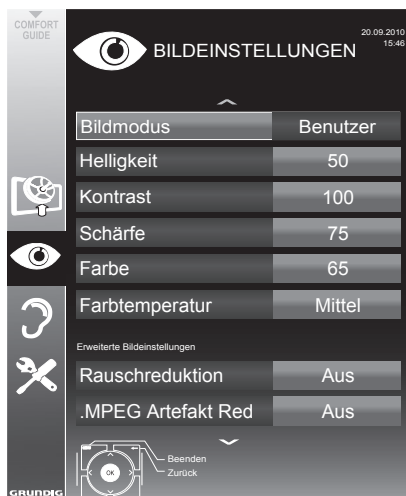 COMFORT
GUIDE
BILDEINSTELLUNGEN
20.09.2010
15:46
Bildmodus Benutzer
Helligkeit 50
Kontrast 100
Schärfe 75
Farbe 65
Farbtemperatur Mittel
Erweiterte Bildeinstellungen
Rauschreduktion Aus
.MPEG Artefakt Red Aus
Beenden
Zurück
OK
GRUNDIG